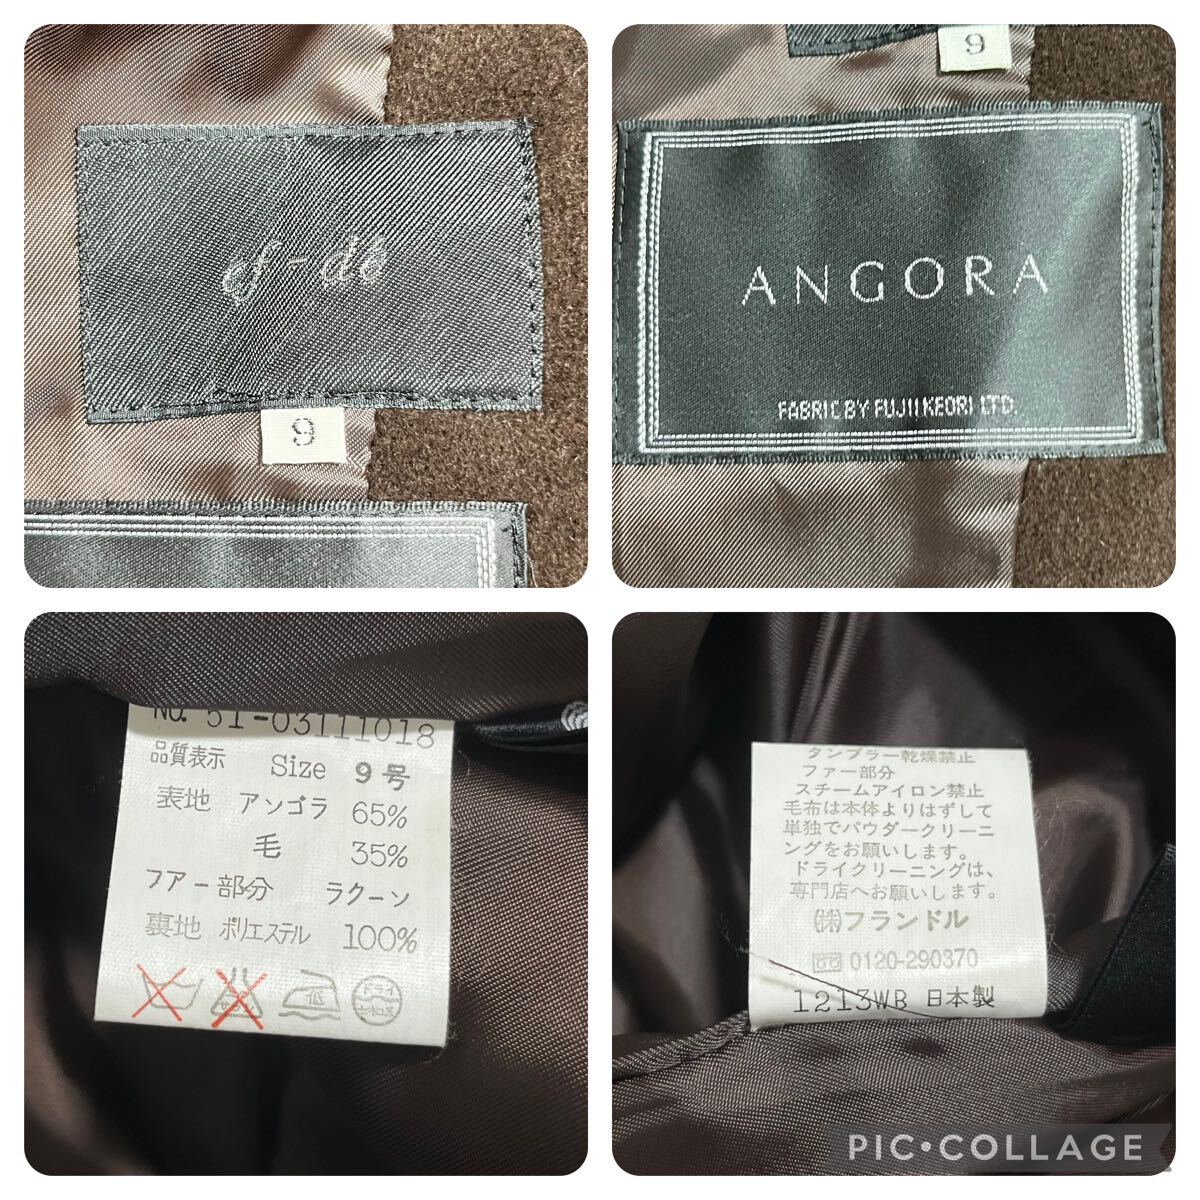 ef-dé
9
9
ANGORA
FABRIC BY FUJII KEORI LTD.
NO. 51-03111018
品質表示 Size 9号
表地 アンゴラ 65%
毛 35%
ファー部分 ラクーン
裏地 ポリエステル 100%
低 ドライ
タンブラー乾燥禁止
ファー部分
スチームアイロン禁止
毛布は本体よりはずして
単独でパウダークリーニ
ングをお願いします。
ドライクリーニングは、
専門店へお願いします。
(株)フランドル
0120-290370
1213WB 日本製
PIC•COLLAGE